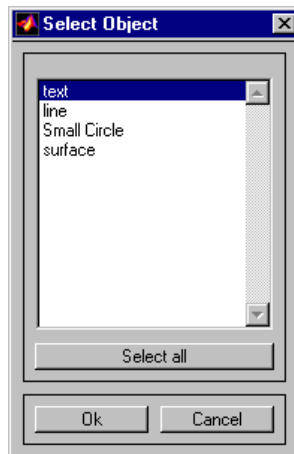 Select Object
text
line
Small Circle
surface
Select all
Ok
Cancel